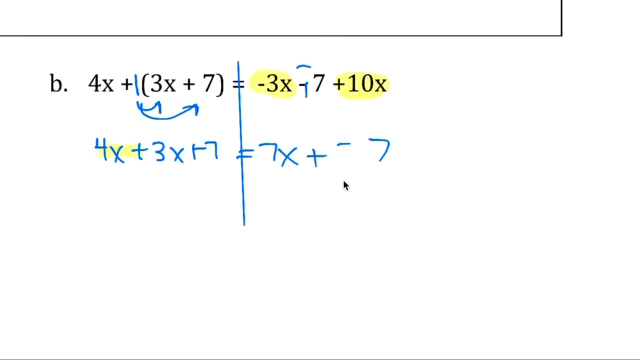 b. 4x + 1(3x + 7) = -3x - 7 + 10x
4x + 3x + 7 = 7x + - 7